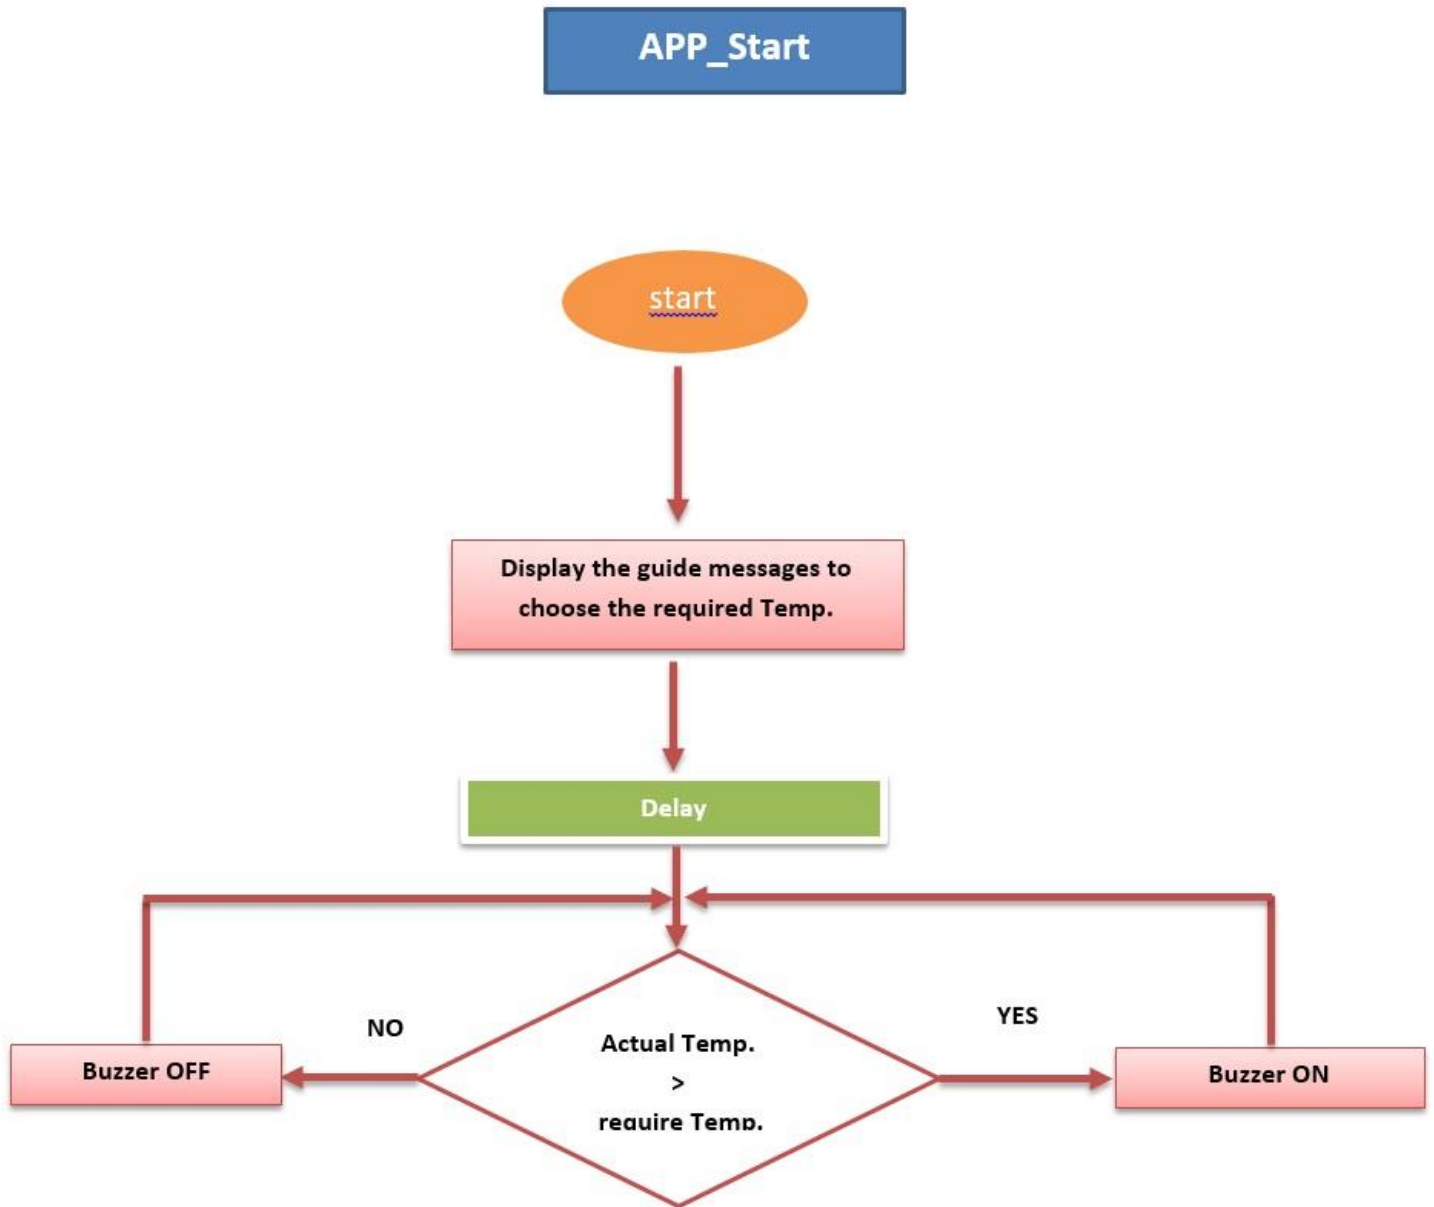 APP_Start
start
Display the guide messages to
choose the required Temp.
Delay
NO
YES
Actual Temp.
>
require Temp.
Buzzer OFF
Buzzer ON